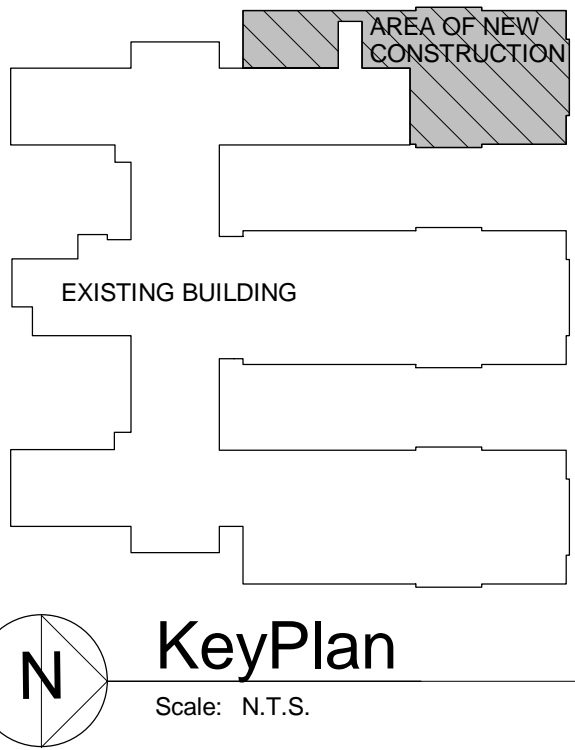 AREA OF NEW
CONSTRUCTION
EXISTING BUILDING
N
KeyPlan
Scale: N.T.S.